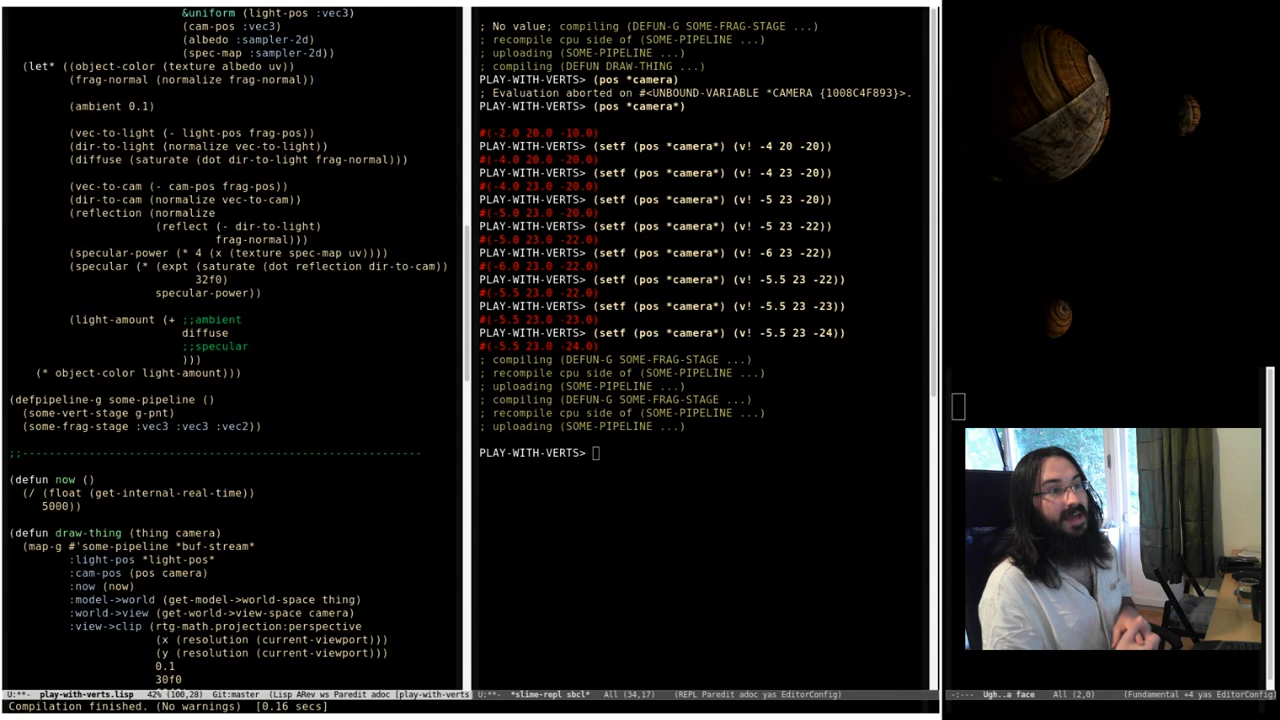 &uniform (light-pos :vec3)
(cam-pos :vec3)
(albedo :sampler-2d)
(spec-map :sampler-2d))
(let* ((object-color (texture albedo uv))
(frag-normal (normalize frag-normal))
(ambient 0.1)
(vec-to-light (- light-pos frag-pos))
(dir-to-light (normalize vec-to-light))
(diffuse (saturate (dot dir-to-light frag-normal)))
(vec-to-cam (- cam-pos frag-pos))
(dir-to-cam (normalize vec-to-cam))
(reflection (normalize
(reflect (- dir-to-light)
frag-normal)))
(specular-power (* 4 (x (texture spec-map uv))))
(specular (* (expt (saturate (dot reflection dir-to-cam))
32f0)
specular-power))
(light-amount (+ ;;ambient
diffuse
;;specular
)))
(* object-color light-amount)))
(defpipeline-g some-pipeline ()
(some-vert-stage g-pnt)
(some-frag-stage :vec3 :vec3 :vec2))
;;------------------------------------------------------------
(defun now ()
(/ (float (get-internal-real-time))
5000))
(defun draw-thing (thing camera)
(map-g #'some-pipeline *buf-stream*
:light-pos *light-pos*
:cam-pos (pos camera)
:now (now)
:model->world (get-model->world-space thing)
:world->view (get-world->view-space camera)
:view->clip (rtg-math.projection:perspective
(x (resolution (current-viewport)))
(y (resolution (current-viewport)))
0.1
30f0
U:**-  play-with-verts.lisp   42% (100,28)   Git:master   (Lisp ARev ws Paredit adoc [play-with-verts
Compilation finished. (No warnings)  [0.16 secs]
; No value; compiling (DEFUN-G SOME-FRAG-STAGE ...)
; recompile cpu side of (SOME-PIPELINE ...)
; uploading (SOME-PIPELINE ...)
; compiling (DEFUN DRAW-THING ...)
PLAY-WITH-VERTS> (pos *camera)
; Evaluation aborted on #<UNBOUND-VARIABLE *CAMERA {1008C4F893}>.
PLAY-WITH-VERTS> (pos *camera*)
#(-2.0 20.0 -10.0)
PLAY-WITH-VERTS> (setf (pos *camera*) (v! -4 20 -20))
#(-4.0 20.0 -20.0)
PLAY-WITH-VERTS> (setf (pos *camera*) (v! -4 23 -20))
#(-4.0 23.0 -20.0)
PLAY-WITH-VERTS> (setf (pos *camera*) (v! -5 23 -20))
#(-5.0 23.0 -20.0)
PLAY-WITH-VERTS> (setf (pos *camera*) (v! -5 23 -22))
#(-5.0 23.0 -22.0)
PLAY-WITH-VERTS> (setf (pos *camera*) (v! -6 23 -22))
#(-6.0 23.0 -22.0)
PLAY-WITH-VERTS> (setf (pos *camera*) (v! -5.5 23 -22))
#(-5.5 23.0 -22.0)
PLAY-WITH-VERTS> (setf (pos *camera*) (v! -5.5 23 -23))
#(-5.5 23.0 -23.0)
PLAY-WITH-VERTS> (setf (pos *camera*) (v! -5.5 23 -24))
#(-5.5 23.0 -24.0)
; compiling (DEFUN-G SOME-FRAG-STAGE ...)
; recompile cpu side of (SOME-PIPELINE ...)
; uploading (SOME-PIPELINE ...)
; compiling (DEFUN-G SOME-FRAG-STAGE ...)
; recompile cpu side of (SOME-PIPELINE ...)
; uploading (SOME-PIPELINE ...)
PLAY-WITH-VERTS>
U:**-  *slime-repl sbcl*   All (34,17)   (REPL Paredit adoc yas EditorConfig)
-:---  Ugh..a face   All (2,0)   (Fundamental +4 yas EditorConfig)